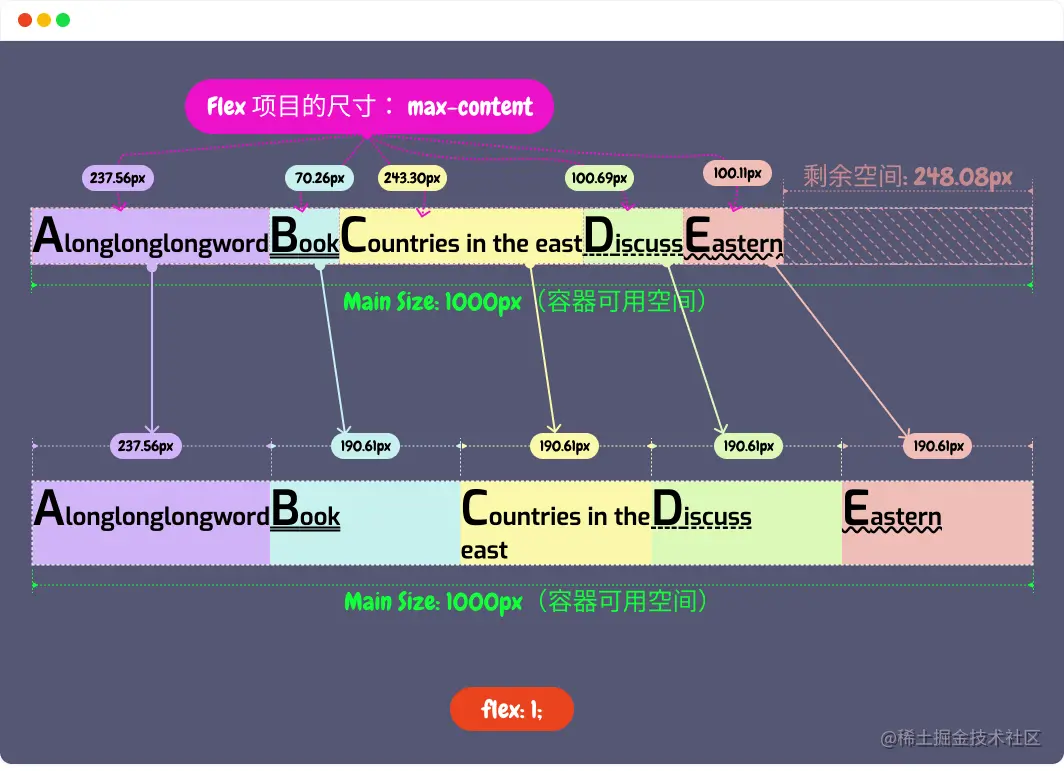 Flex 项目的尺寸： max-content
237.56px 70.26px 243.30px 100.69px 100.11px
剩余空间: 248.08px
Alonglonglongword Book Countries in the east Discuss Eastern
Main Size: 1000px（容器可用空间）
237.56px 190.61px 190.61px 190.61px 190.61px
Alonglonglongword Book Countries in the Discuss Eastern
east
Main Size: 1000px（容器可用空间）
flex: 1;
@稀土掘金技术社区